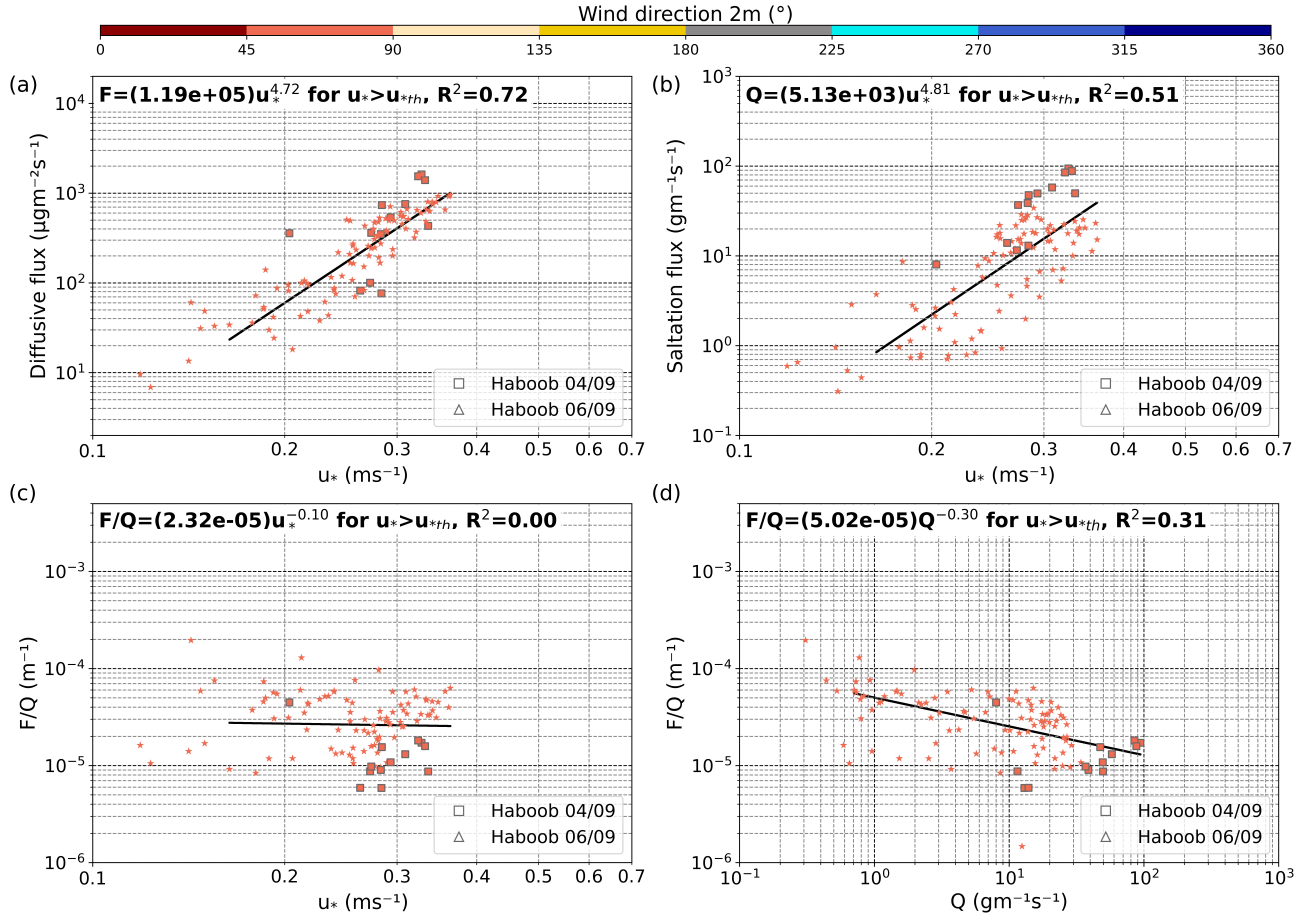 Wind direction 2m (°)
0 45 90 135 180 225 270 315 360
(a)
F=(1.19e+05)u*^4.72 for u*>u*th, R²=0.72
Diffusive flux (μgm⁻²s⁻¹)
10⁴
10³
10²
10¹
Haboob 04/09
Haboob 06/09
0.1 0.2 0.3 0.4 0.5 0.6 0.7
u* (ms⁻¹)
(b)
Q=(5.13e+03)u*^4.81 for u*>u*th, R²=0.51
Saltation flux (gm⁻¹s⁻¹)
10³
10²
10¹
10⁰
10⁻¹
Haboob 04/09
Haboob 06/09
0.1 0.2 0.3 0.4 0.5 0.6 0.7
u* (ms⁻¹)
(c)
F/Q=(2.32e-05)u*^−0.10 for u*>u*th, R²=0.00
F/Q (m⁻¹)
10⁻³
10⁻⁴
10⁻⁵
10⁻⁶
Haboob 04/09
Haboob 06/09
0.1 0.2 0.3 0.4 0.5 0.6 0.7
u* (ms⁻¹)
(d)
F/Q=(5.02e-05)Q^−0.30 for u*>u*th, R²=0.31
F/Q (m⁻¹)
10⁻³
10⁻⁴
10⁻⁵
10⁻⁶
Haboob 04/09
Haboob 06/09
10⁻¹ 10⁰ 10¹ 10² 10³
Q (gm⁻¹s⁻¹)